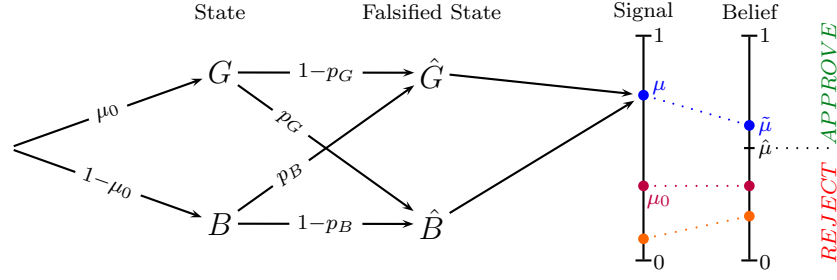 State Falsified State Signal Belief
1 1
G 1−p_G Ĝ
μ μ_0
p_G
μ̃
μ̂
APPROVE
p_B
1−μ_0
μ_0
REJECT
B 1−p_B B̂
0 0